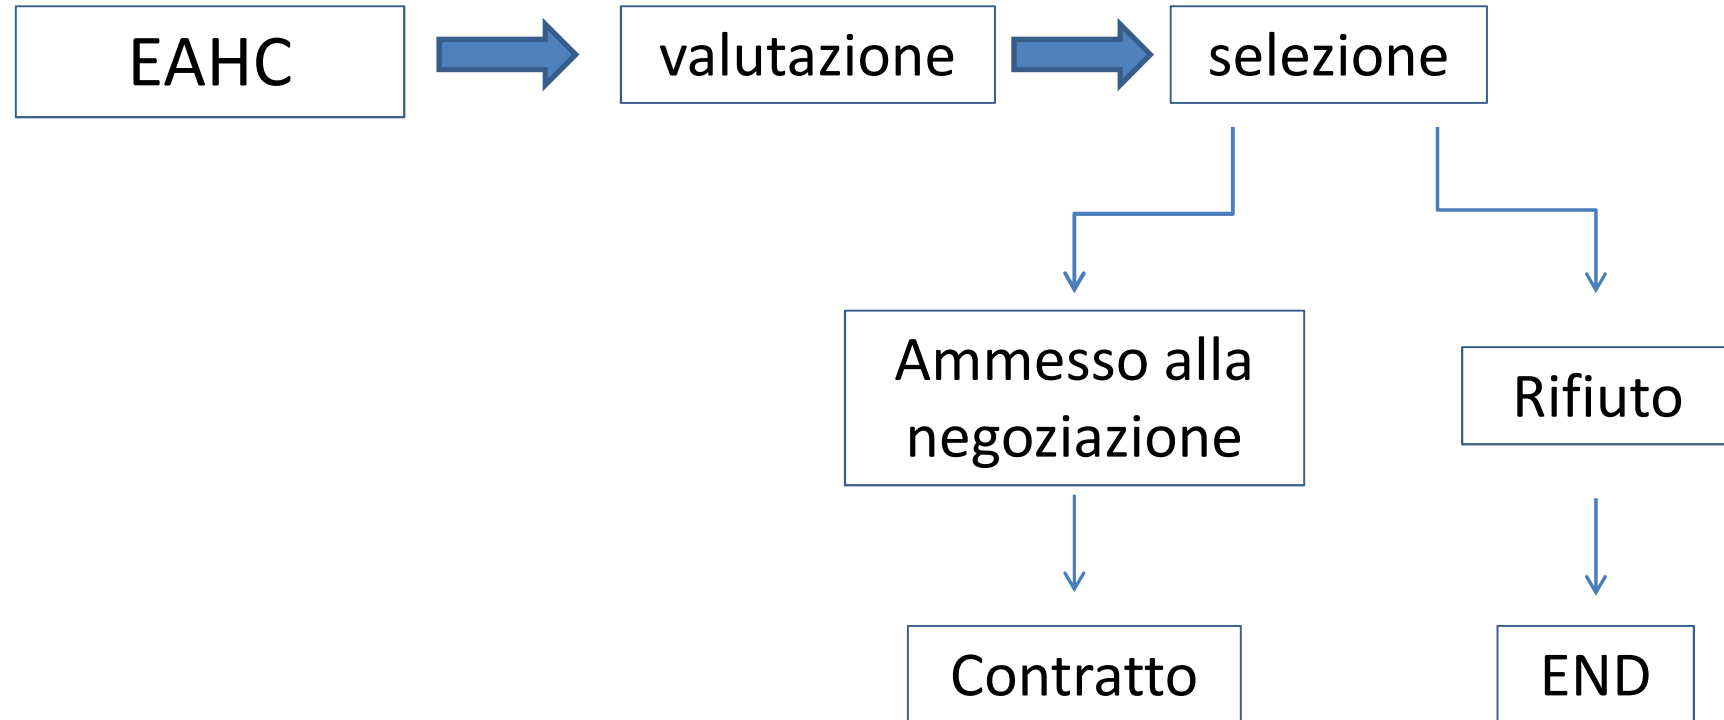 EAHC
valutazione
selezione
Ammesso alla
negoziazione
Rifiuto
Contratto
END